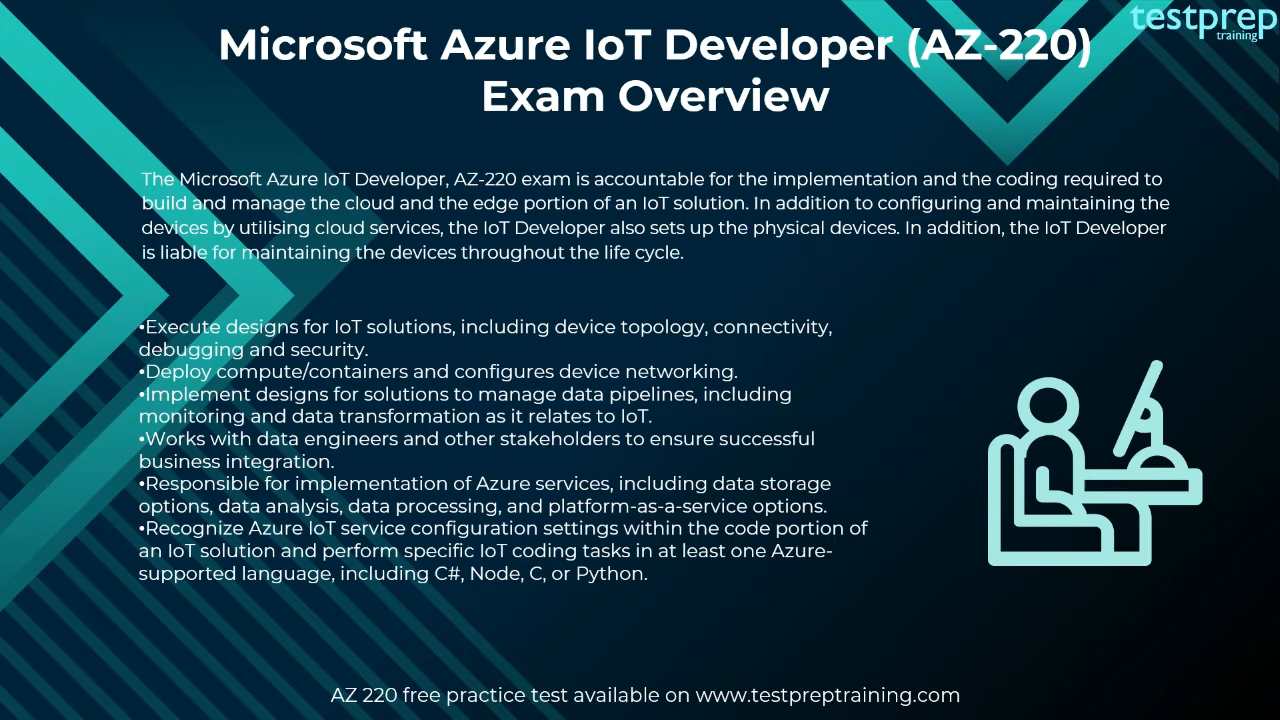 testprep
training
Microsoft Azure IoT Developer (AZ-220)
Exam Overview
The Microsoft Azure IoT Developer, AZ-220 exam is accountable for the implementation and the coding required to
build and manage the cloud and the edge portion of an IoT solution. In addition to configuring and maintaining the
devices by utilising cloud services, the IoT Developer also sets up the physical devices. In addition, the IoT Developer
is liable for maintaining the devices throughout the life cycle.
•Execute designs for IoT solutions, including device topology, connectivity,
debugging and security.
•Deploy compute/containers and configures device networking.
•Implement designs for solutions to manage data pipelines, including
monitoring and data transformation as it relates to IoT.
•Works with data engineers and other stakeholders to ensure successful
business integration.
•Responsible for implementation of Azure services, including data storage
options, data analysis, data processing, and platform-as-a-service options.
•Recognize Azure IoT service configuration settings within the code portion of
an IoT solution and perform specific IoT coding tasks in at least one Azure-
supported language, including C#, Node, C, or Python.
AZ 220 free practice test available on www.testpreptraining.com